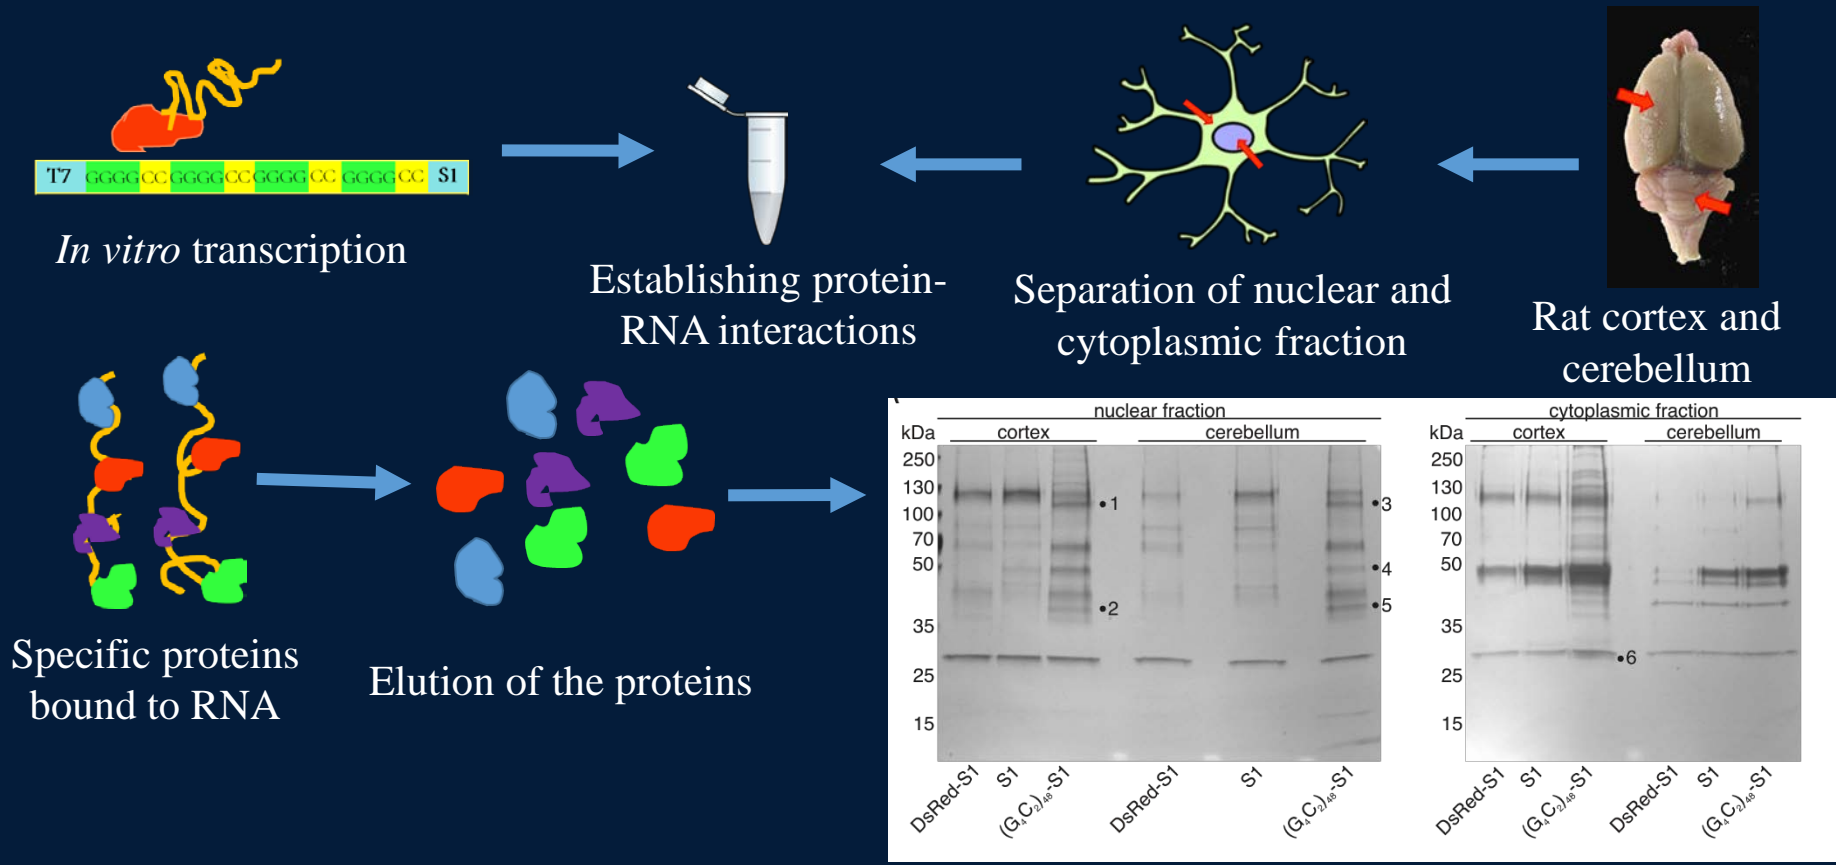 T7 GGGG CC GGGG CC GGGG CC GGGG CC S1
In vitro transcription
Establishing protein-
RNA interactions
Separation of nuclear and
cytoplasmic fraction
Rat cortex and
cerebellum
Specific proteins
bound to RNA
Elution of the proteins
nuclear fraction
kDa cortex cerebellum
250
130
100
70
50
35
25
15
•1
•2
•3
•4
•5
DsRed-S1 S1 (G₄C₂)₄₈-S1 DsRed-S1 S1 (G₄C₂)₄₈-S1
cytoplasmic fraction
kDa cortex cerebellum
250
130
100
70
50
35
25
15
•6
DsRed-S1 S1 (G₄C₂)₄₈-S1 DsRed-S1 S1 (G₄C₂)₄₈-S1